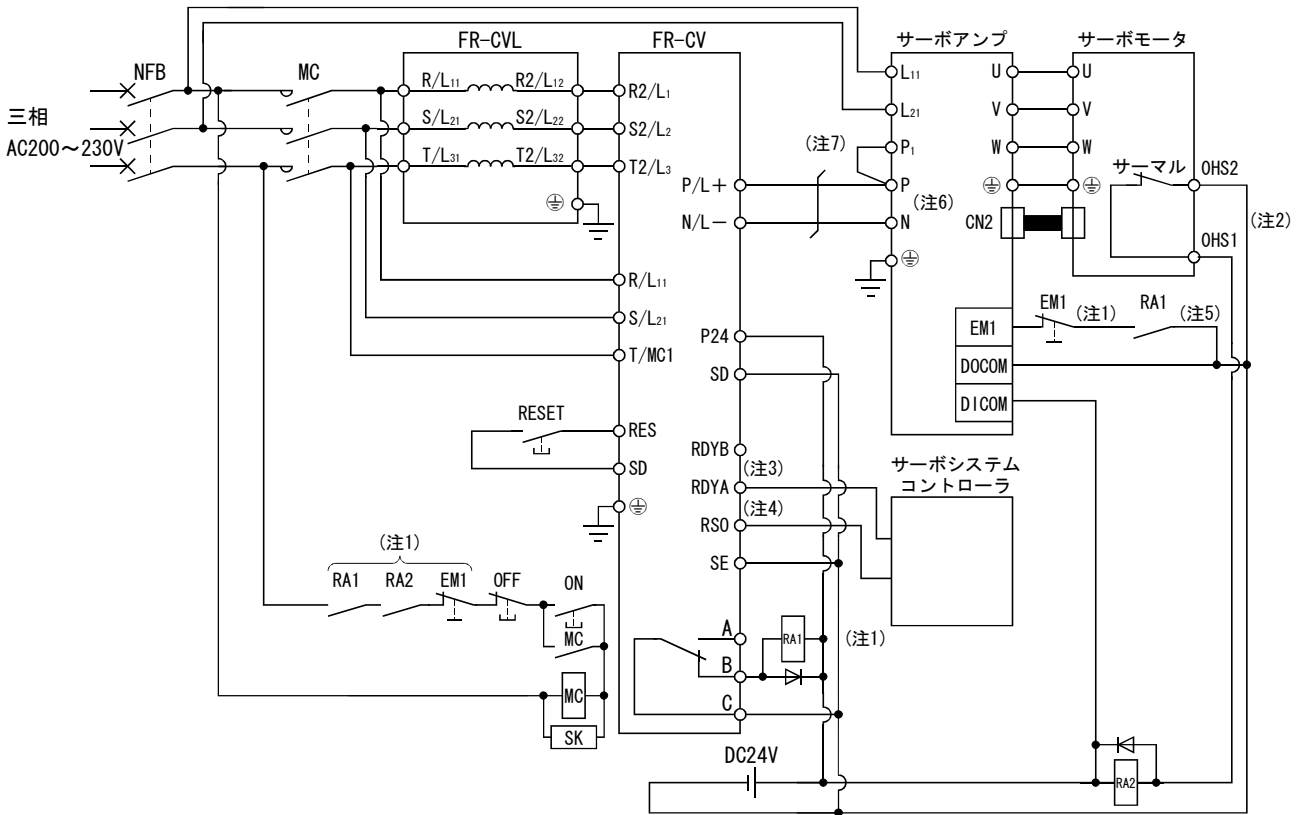 FR-CVL
FR-CV
サーボアンプ
サーボモータ
NFB
MC
三相
AC200～230V
R/L11
R2/L12
S/L21
S2/L22
T/L31
T2/L32
R2/L1
S2/L2
T2/L3
R/L11
S/L21
T/MC1
RESET
RES
SD
P/L+
N/L-
P24
SD
RDYB
(注3)
RDYA
(注4)
RSO
SE
A
B
C
RA1
(注1)
L11
L21
(注7)
P1
P
(注6)
N
U
V
W
CN2
U
V
W
サーマル
OHS2
(注2)
OHS1
EM1
EM1
(注1)
RA1
(注5)
DOCOM
DICOM
サーボシステム
コントローラ
(注1)
RA1
RA2
EM1
OFF
ON
MC
MC
SK
DC24V
RA2